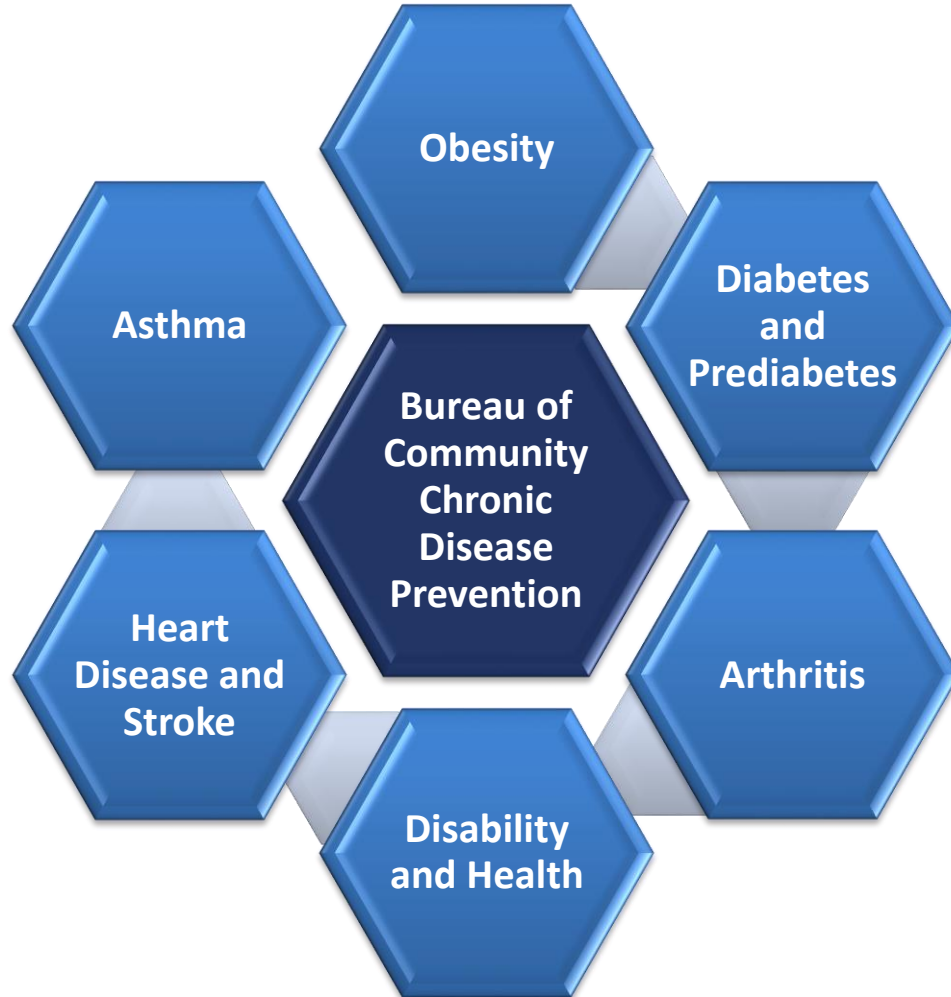 Obesity
Diabetes
and
Prediabetes
Asthma
Bureau of
Community
Chronic
Disease
Prevention
Arthritis
Heart
Disease and
Stroke
Disability
and Health